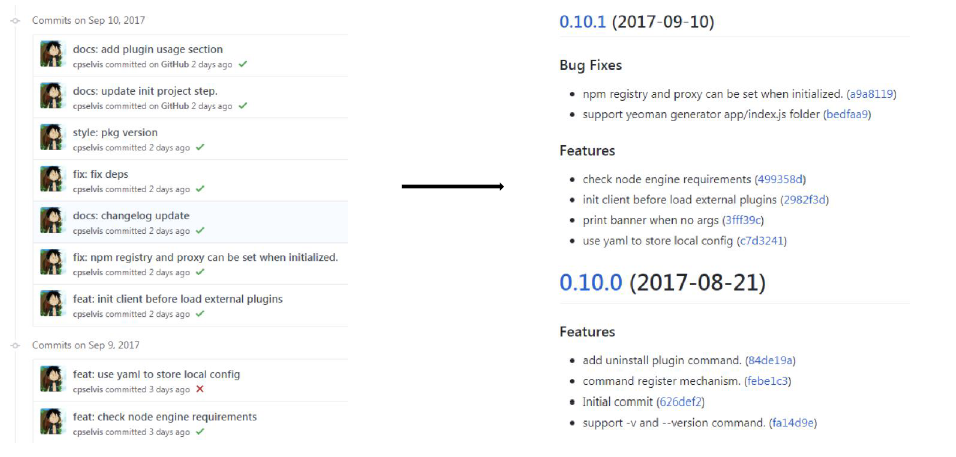 Commits on Sep 10, 2017
docs: add plugin usage section
cpselvis committed on GitHub 2 days ago
docs: update init project step.
cpselvis committed on GitHub 2 days ago
style: pkg version
cpselvis committed 2 days ago
fix: fix deps
cpselvis committed 2 days ago
docs: changelog update
cpselvis committed 2 days ago
fix: npm registry and proxy can be set when initialized.
cpselvis committed 2 days ago
feat: init client before load external plugins
cpselvis committed 2 days ago
Commits on Sep 9, 2017
feat: use yaml to store local config
cpselvis committed 3 days ago
feat: check node engine requirements
cpselvis committed 3 days ago
0.10.1 (2017-09-10)
Bug Fixes
npm registry and proxy can be set when initialized. (a9a8119)
support yeoman generator app/index.js folder (bedfaa9)
Features
check node engine requirements (499358d)
init client before load external plugins (2982f3d)
print banner when no args (3fff39c)
use yaml to store local config (c7d3241)
0.10.0 (2017-08-21)
Features
add uninstall plugin command. (84de19a)
command register mechanism. (febe1c3)
Initial commit (626def2)
support -v and --version command. (fa14d9e)